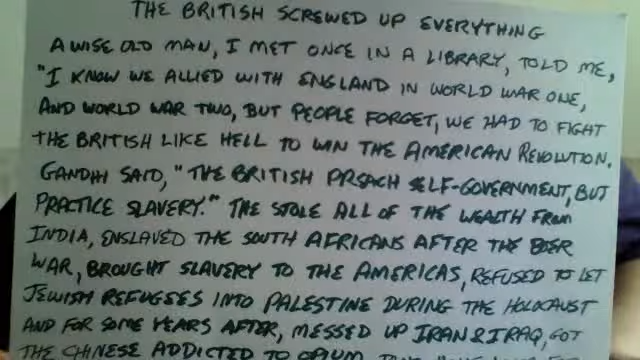 THE BRITISH SCREWED UP EVERYTHING
A WISE OLD MAN, I MET ONCE IN A LIBRARY, TOLD ME,
"I KNOW WE ALLIED WITH ENGLAND IN WORLD WAR ONE,
AND WORLD WAR TWO, BUT PEOPLE FORGET, WE HAD TO FIGHT
THE BRITISH LIKE HELL TO WIN THE AMERICAN REVOLUTION.
GANDHI SAID, "THE BRITISH PREACH SELF-GOVERNMENT, BUT
PRACTICE SLAVERY." THE STOLE ALL OF THE WEALTH FROM
INDIA, ENSLAVED THE SOUTH AFRICANS AFTER THE BOER
WAR, BROUGHT SLAVERY TO THE AMERICAS, REFUSED TO LET
JEWISH REFUGEES INTO PALESTINE DURING THE HOLOCAUST
AND FOR SOME YEARS AFTER, MESSED UP IRAN & IRAQ, GOT
THE CHINESE ADDICTED TO OPIUM